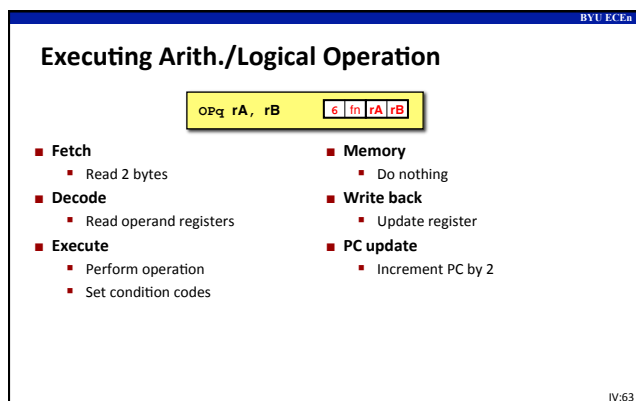 BYU ECEn
Executing Arith./Logical Operation
OPq rA, rB 6 fn rA rB
■ Fetch
▪ Read 2 bytes
■ Decode
▪ Read operand registers
■ Execute
▪ Perform operation
▪ Set condition codes
■ Memory
▪ Do nothing
■ Write back
▪ Update register
■ PC update
▪ Increment PC by 2
IV:63